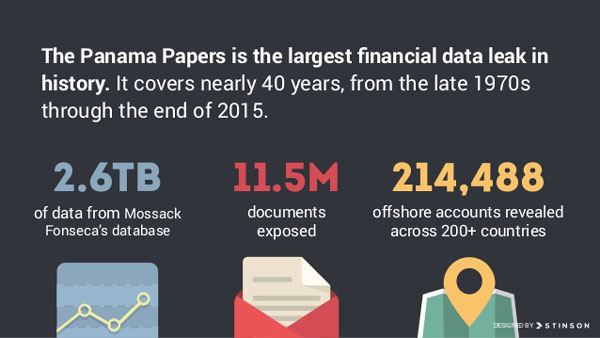 The Panama Papers is the largest financial data leak in
history. It covers nearly 40 years, from the late 1970s
through the end of 2015.
2.6TB
of data from Mossack
Fonseca's database
11.5M
documents
exposed
214,488
offshore accounts revealed
across 200+ countries
DESIGNED BY STINSON